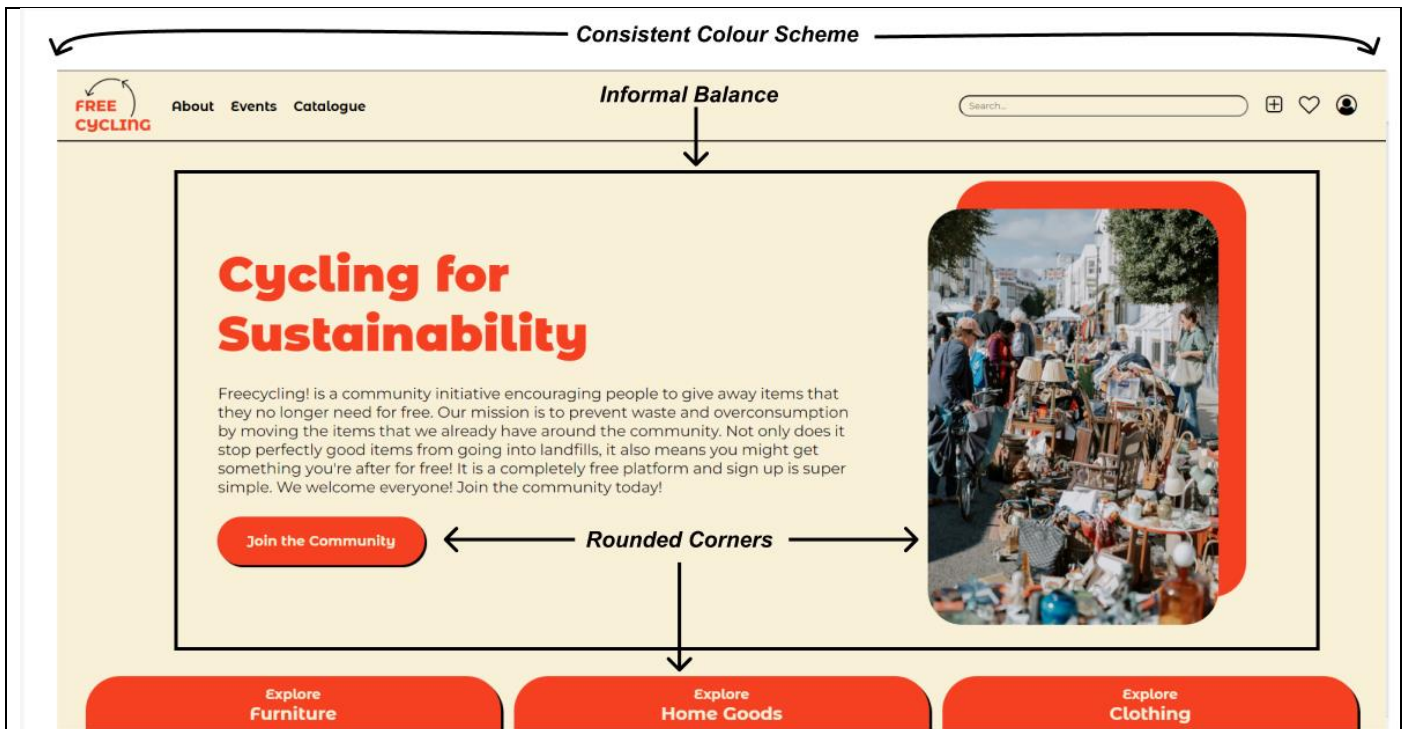 Consistent Colour Scheme
FREE
CYCLING
About Events Catalogue
Informal Balance
Search...
Cycling for
Sustainability
Freecycling! is a community initiative encouraging people to give away items that
they no longer need for free. Our mission is to prevent waste and overconsumption
by moving the items that we already have around the community. Not only does it
stop perfectly good items from going into landfills, it also means you might get
something you're after for free! It is a completely free platform and sign up is super
simple. We welcome everyone! Join the community today!
Join the Community
Rounded Corners
Explore
Furniture
Explore
Home Goods
Explore
Clothing